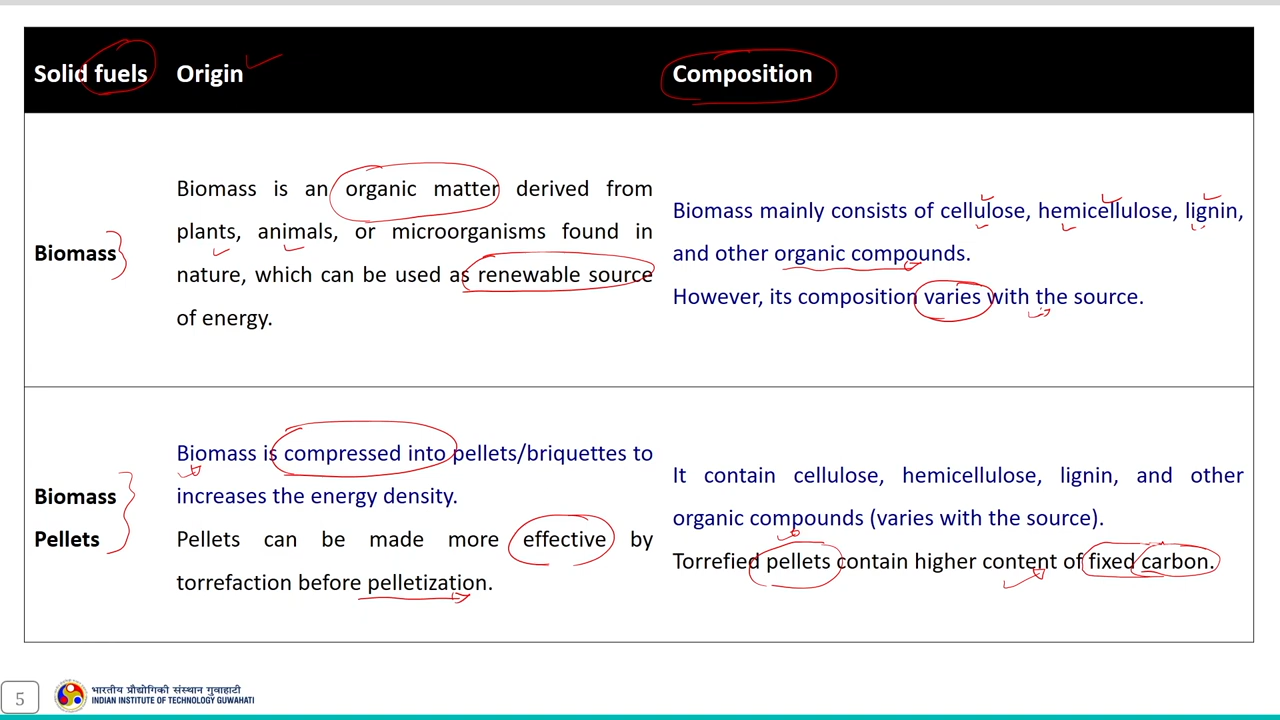 Solid fuels Origin Composition
Biomass is an organic matter derived from
plants, animals, or microorganisms found in
nature, which can be used as renewable source
of energy.
Biomass
Biomass mainly consists of cellulose, hemicellulose, lignin,
and other organic compounds.
However, its composition varies with the source.
Biomass
Pellets
Biomass is compressed into pellets/briquettes to
increases the energy density.
Pellets can be made more effective by
torrefaction before pelletization.
It contain cellulose, hemicellulose, lignin, and other
organic compounds (varies with the source).
Torrefied pellets contain higher content of fixed carbon.
5
भारतीय प्रौद्योगिकी संस्थान गुवाहाटी
INDIAN INSTITUTE OF TECHNOLOGY GUWAHATI